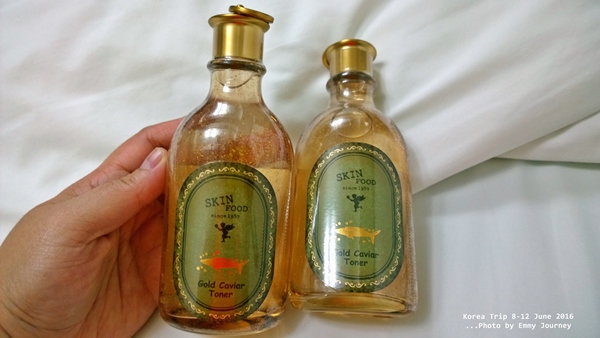 SKIN
FOOD
since 1957
Gold Caviar
Toner
SKIN
FOOD
since 1957
Gold Caviar
Toner
Korea Trip 8-12 June 2016
...Photo by Emmy Journey